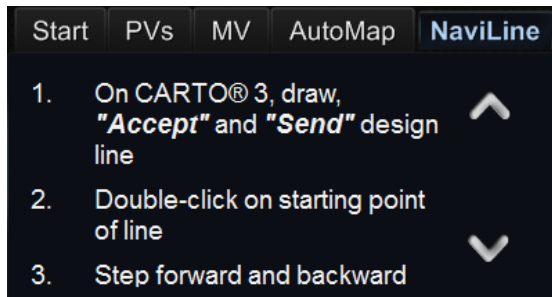 Start PVs MV AutoMap NaviLine
1. On CARTO® 3, draw,
"Accept" and "Send" design
line
2. Double-click on starting point
of line
3. Step forward and backward